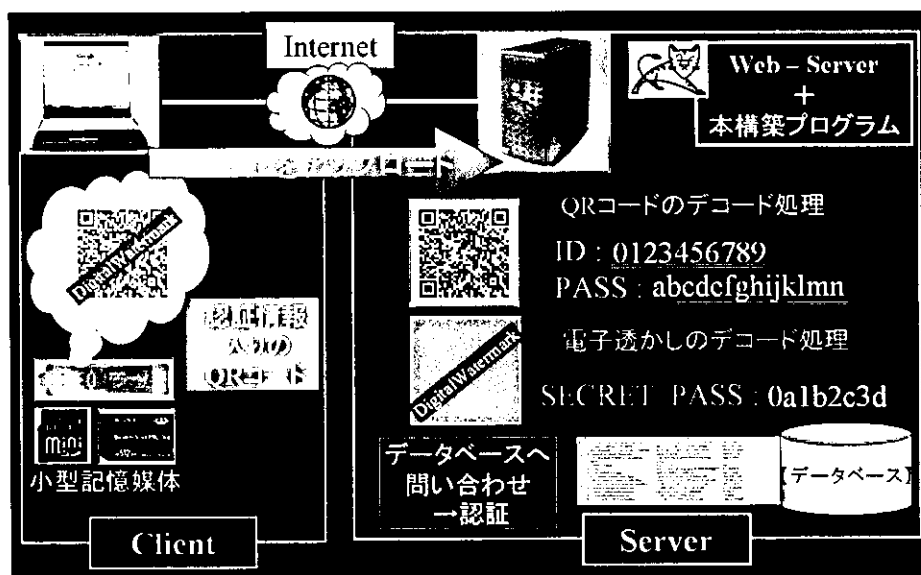 Internet
Web – Server
+
本構築プログラム
DigitalWatermark
認証情報
入りの
QRコード
mini
小型記憶媒体
Client
QRコードのデコード処理
ID : 0123456789
PASS : abcdcfghijklmn
電子透かしのデコード処理
DigitalWatermark
SECRET PASS : 0a1b2c3d
データベースへ
問い合わせ
→認証
【データベース】
Server